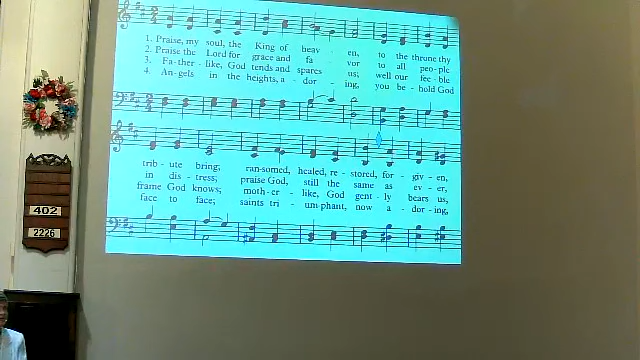 1. Praise, my soul, the King of heav - en, to the throne thy
2. Praise the Lord for grace and fa - vor to all peo - ple
3. Fa - ther - like, God tends and spares us; well our fee - ble
4. An - gels in the heights, a - dor - ing, you be - hold God
trib - ute bring; ran-somed, healed, re - stored, for - giv - en,
in dis - tress; praise God, still the same as ev - er,
frame God knows; moth - er - like, God gent - ly bears us,
face to face; saints tri - um-phant, now a - dor - ing,
402
2226